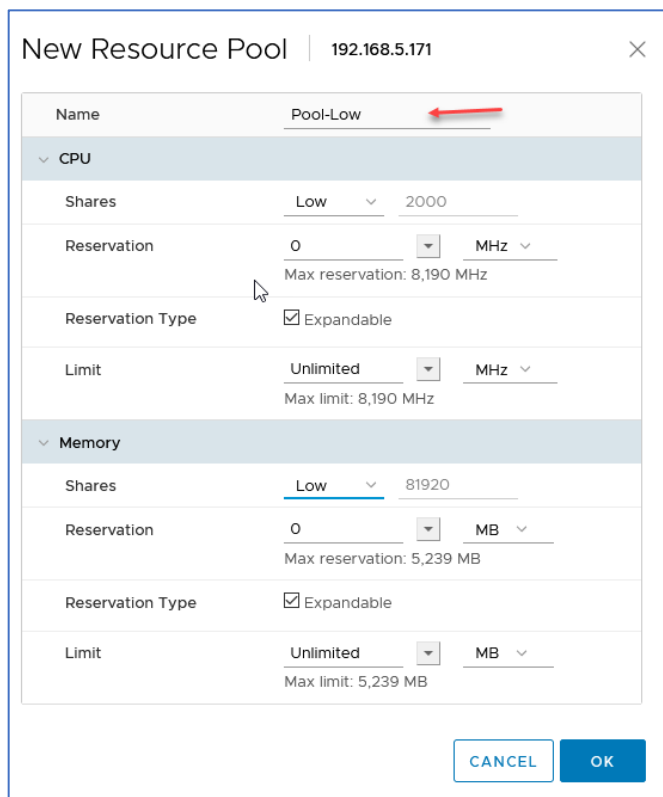 New Resource Pool 192.168.5.171
Name Pool-Low
CPU
Shares Low 2000
Reservation 0 MHz
Max reservation: 8,190 MHz
Reservation Type Expandable
Limit Unlimited MHz
Max limit: 8,190 MHz
Memory
Shares Low 81920
Reservation 0 MB
Max reservation: 5,239 MB
Reservation Type Expandable
Limit Unlimited MB
Max limit: 5,239 MB
CANCEL OK